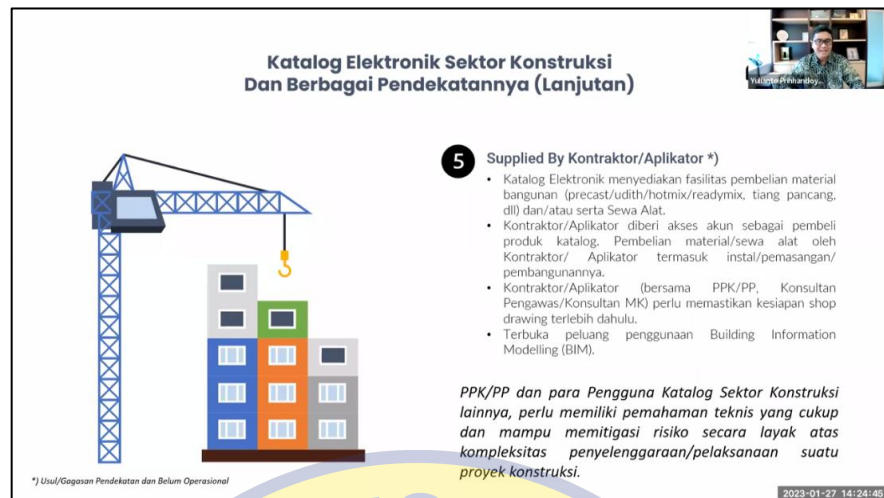 Katalog Elektronik Sektor Konstruksi
Dan Berbagai Pendekatannya (Lanjutan)
5
Supplied By Kontraktor/Aplikator *)
• Katalog Elektronik menyediakan fasilitas pembelian material
bangunan (precast/udith/hotmix/readymix, tiang pancang,
dll) dan/atau serta Sewa Alat.
• Kontraktor/Aplikator diberi akses akun sebagai pembeli
produk katalog. Pembelian material/sewa alat oleh
Kontraktor/ Aplikator termasuk instal/pemasangan/
pembangunannya.
• Kontraktor/Aplikator (bersama PPK/PP, Konsultan
Pengawas/Konsultan MK) perlu memastikan kesiapan shop
drawing terlebih dahulu.
• Terbuka peluang penggunaan Building Information
Modelling (BIM).
PPK/PP dan para Pengguna Katalog Sektor Konstruksi
lainnya, perlu memiliki pemahaman teknis yang cukup
dan mampu memitigasi risiko secara layak atas
kompleksitas penyelenggaraan/pelaksanaan suatu
proyek konstruksi.
*) Usul/Gagasan Pendekatan dan Belum Operasional
2023-01-27 14:24:45